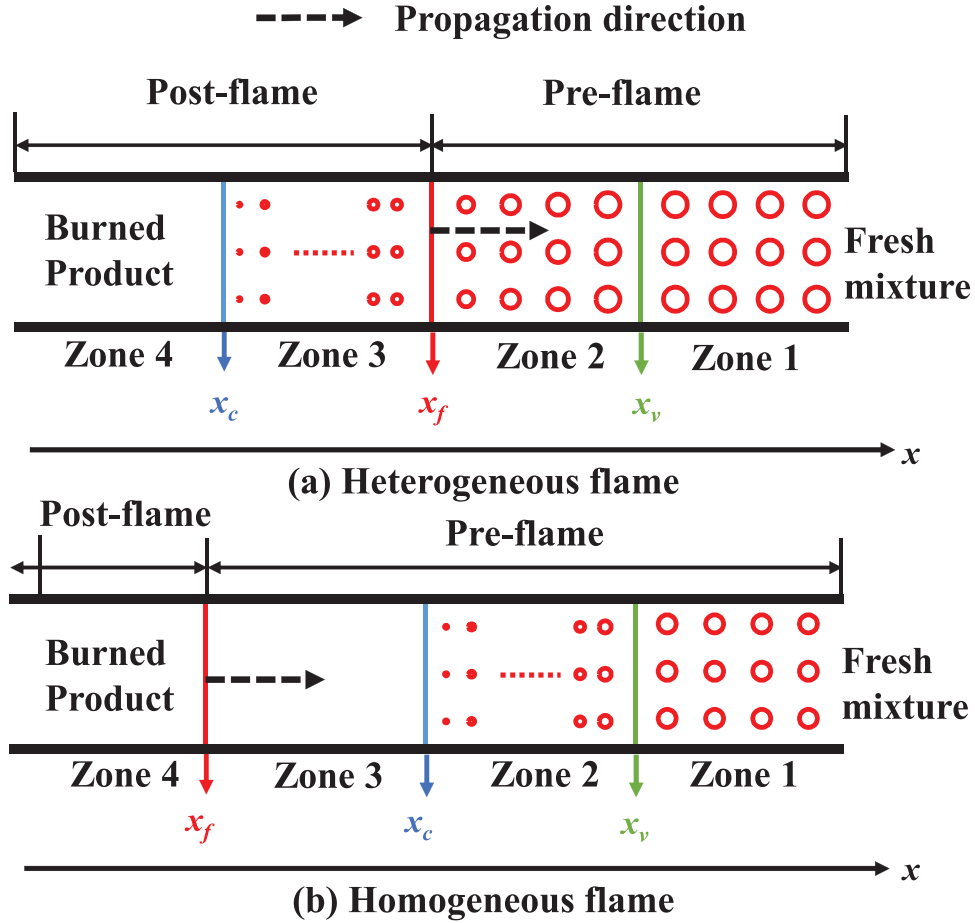 Propagation direction
Post-flame
Pre-flame
Burned
Product
Fresh
mixture
Zone 4
Zone 3
Zone 2
Zone 1
x_c
x_f
x_v
x
(a) Heterogeneous flame
Post-flame
Pre-flame
Burned
Product
Fresh
mixture
Zone 4
Zone 3
Zone 2
Zone 1
x_f
x_c
x_v
x
(b) Homogeneous flame